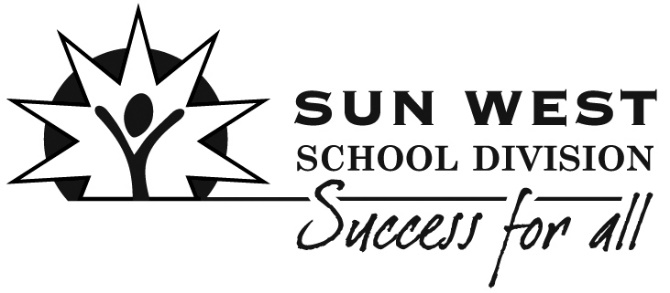 SUN WEST
SCHOOL DIVISION
Success for all